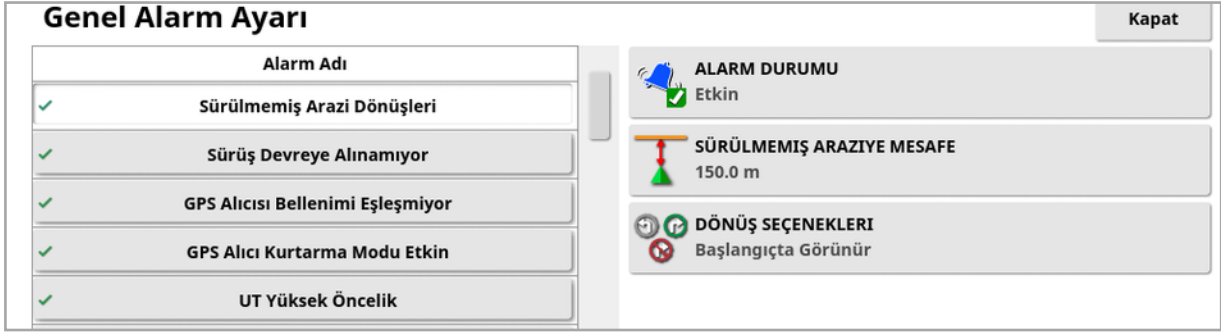 Genel Alarm Ayarı
Kapat
Alarm Adı
Sürülmemiş Arazi Dönüşleri
Sürüş Devreye Alınamıyor
GPS Alıcısı Bellenimi Eşleşmiyor
GPS Alıcı Kurtarma Modu Etkin
UT Yüksek Öncelik
ALARM DURUMU
Etkin
SÜRÜLMEMIŞ ARAZIYE MESAFE
150.0 m
DÖNÜŞ SEÇENEKLERI
Başlangıçta Görünür